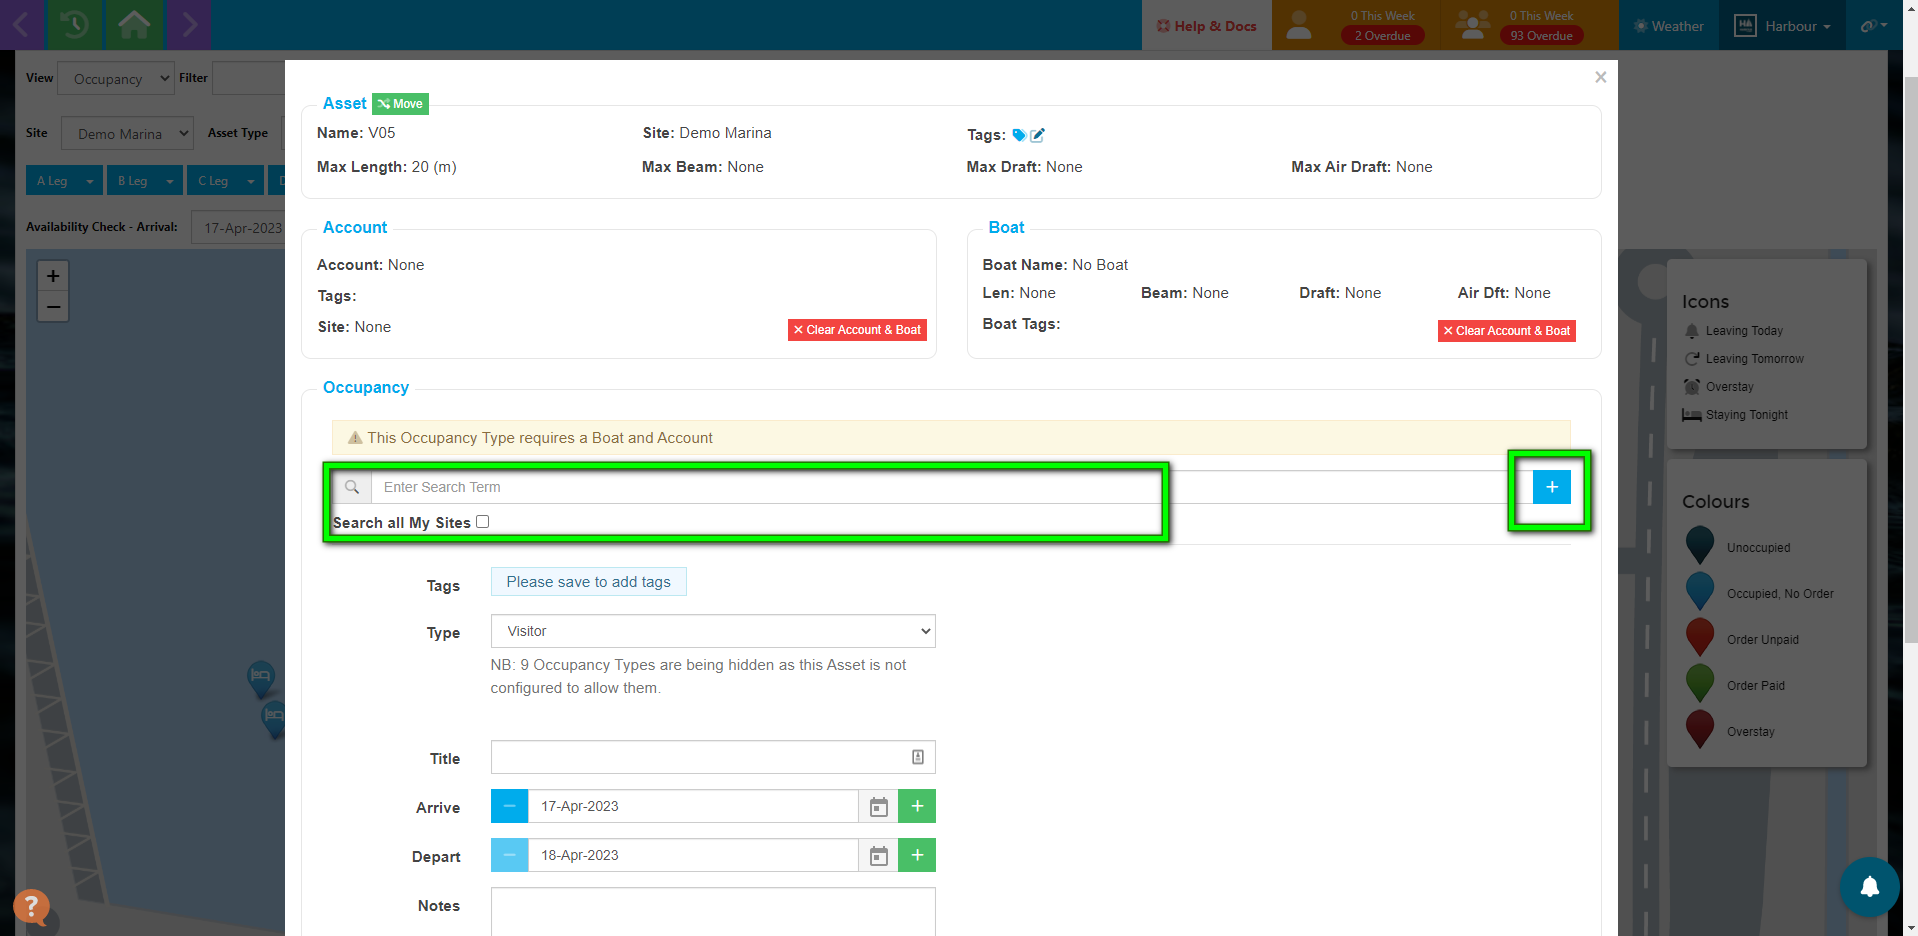 Help & Docs
0 This Week
2 Overdue
0 This Week
93 Overdue
Weather
Harbour
View
Occupancy
Filter
Site
Demo Marina
Asset Type
A Leg
B Leg
C Leg
D
Availability Check - Arrival:
17-Apr-2023
+
−
×
Asset
Move
Name: V05
Site: Demo Marina
Tags:
Max Length: 20 (m)
Max Beam: None
Max Draft: None
Max Air Draft: None
Account
Account: None
Tags:
Site: None
× Clear Account & Boat
Boat
Boat Name: No Boat
Len: None
Beam: None
Draft: None
Air Dft: None
Boat Tags:
× Clear Account & Boat
Occupancy
This Occupancy Type requires a Boat and Account
Enter Search Term
+
Search all My Sites
Tags
Please save to add tags
Type
Visitor
NB: 9 Occupancy Types are being hidden as this Asset is not
configured to allow them.
Title
Arrive
−
17-Apr-2023
+
Depart
−
18-Apr-2023
+
Notes
Icons
Leaving Today
Leaving Tomorrow
Overstay
Staying Tonight
Colours
Unoccupied
Occupied, No Order
Order Unpaid
Order Paid
Overstay
?